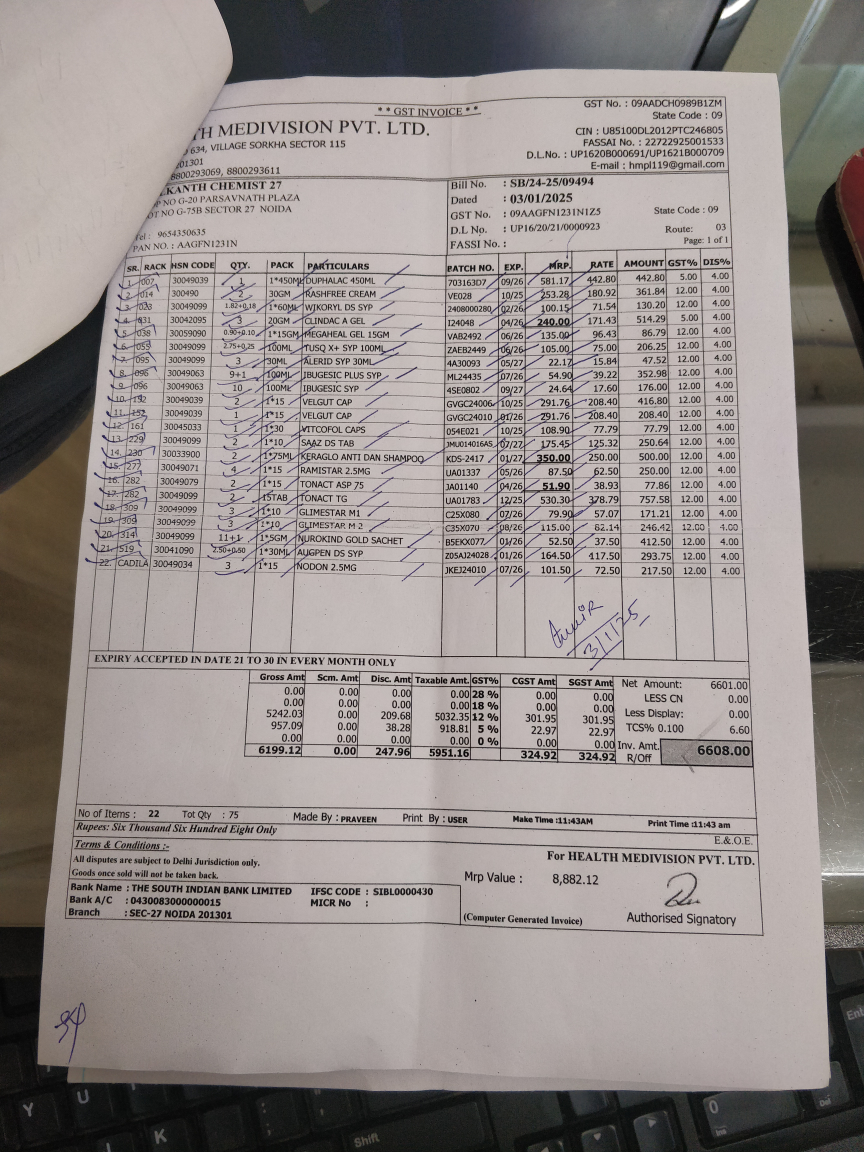 * * GST INVOICE * *
GST No. : 09AADCH0989B1ZM
State Code : 09
TH MEDIVISION PVT. LTD.
CIN : U85100DL2012PTC246805
634, VILLAGE SORKHA SECTOR 115
FASSAI No. : 22722925001533
201301
D.L.No. : UP1620B000691/UP1621B000709
8800293069, 8800293611
E-mail : hmpl119@gmail.com
LKANTH CHEMIST 27
OP NO G-20 PARSAVNATH PLAZA
OT NO G-75B SECTOR 27 NOIDA
Tel : 9654350635
PAN NO. : AAGFN1231N
Bill No. : SB/24-25/09494
Dated : 03/01/2025
GST No. : 09AAGFN1231N1Z5 State Code : 09
D.L No. : UP16/20/21/0000923 Route: 03
FASSI No. : Page: 1 of 1
SR. RACK HSN CODE QTY. PACK PARTICULARS BATCH NO. EXP. MRP. RATE AMOUNT GST% DIS%
1. 007 30049039 1 1*450ML DUPHALAC 450ML 703163D7 09/26 581.17 442.80 442.80 5.00 4.00
2. 014 300490 2 30GM RASHFREE CREAM VE028 10/25 253.28 180.92 361.84 12.00 4.00
3. 023 30049099 1.82+0.18 1*60ML WIKORYL DS SYP 2408000280 02/26 100.15 71.54 130.20 12.00 4.00
4. 031 30042095 3 20GM CLINDAC A GEL I24048 04/26 240.00 171.43 514.29 5.00 4.00
5. 038 30059090 0.90+0.10 1*15GM MEGAHEAL GEL 15GM VAB2492 06/26 135.00 96.43 86.79 12.00 4.00
6. 055 30049099 2.75+0.25 100ML TUSQ X+ SYP 100ML ZAEB2449 06/26 105.00 75.00 206.25 12.00 4.00
7. 095 30049099 3 30ML ALERID SYP 30ML 4A30093 05/27 22.17 15.84 47.52 12.00 4.00
8. 096 30049063 9+1 100ML IBUGESIC PLUS SYP ML24435 07/26 54.90 39.22 352.98 12.00 4.00
9. 096 30049063 10 100ML IBUGESIC SYP 4SE0802 09/27 24.64 17.60 176.00 12.00 4.00
10. 192 30049039 2 1*15 VELGUT CAP GVGC24006 10/25 291.76 208.40 416.80 12.00 4.00
11. 152 30049039 1 1*15 VELGUT CAP GVGC24010 01/26 291.76 208.40 208.40 12.00 4.00
12. 161 30045033 1 1*30 VITCOFOL CAPS 054E021 10/25 108.90 77.79 77.79 12.00 4.00
13. 229 30049099 2 1*10 SAAZ DS TAB JMU014016AS 07/27 175.45 125.32 250.64 12.00 4.00
14. 230 30033900 2 1*75ML KERAGLO ANTI DAN SHAMPOO KDS-2417 01/27 350.00 250.00 500.00 12.00 4.00
15. 277 30049071 4 1*15 RAMISTAR 2.5MG UA01337 05/26 87.50 62.50 250.00 12.00 4.00
16. 282 30049079 2 1*15 TONACT ASP 75 JA01140 04/26 51.90 38.93 77.86 12.00 4.00
17. 282 30049099 2 15TAB TONACT TG UA01783 12/25 530.30 378.79 757.58 12.00 4.00
18. 309 30049099 3 1*10 GLIMESTAR M1 C25X080 07/26 79.90 57.07 171.21 12.00 4.00
19. 309 30049099 3 1*10 GLIMESTAR M 2 C35X070 08/26 115.00 82.14 246.42 12.00 4.00
20. 314 30049099 11+1 1*5GM NUROKIND GOLD SACHET B5EKX077 01/26 52.50 37.50 412.50 12.00 4.00
21. 519 30041090 2.50+0.50 1*30ML AUGPEN DS SYP Z05AJ24028 01/26 164.50 417.50 293.75 12.00 4.00
22. CADILA 30049034 3 1*15 NODON 2.5MG JKEJ24010 07/26 101.50 72.50 217.50 12.00 4.00
3/1/25
EXPIRY ACCEPTED IN DATE 21 TO 30 IN EVERY MONTH ONLY
Gross Amt Scm. Amt Disc. Amt Taxable Amt. GST% CGST Amt SGST Amt
0.00 0.00 0.00 0.00 28 % 0.00 0.00
0.00 0.00 0.00 0.00 18 % 0.00 0.00
5242.03 0.00 209.68 5032.35 12 % 301.95 301.95
957.09 0.00 38.28 918.81 5 % 22.97 22.97
0.00 0.00 0.00 0.00 0 % 0.00 0.00
6199.12 0.00 247.96 5951.16 324.92 324.92
Net Amount: 6601.00
LESS CN 0.00
Less Display: 0.00
TCS% 0.100 6.60
Inv. Amt. R/Off 6608.00
No of Items : 22 Tot Qty : 75 Made By : PRAVEEN Print By : USER Make Time :11:43AM Print Time :11:43 am
Rupees: Six Thousand Six Hundred Eight Only
E.& O.E.
Terms & Conditions :-
All disputes are subject to Delhi Jurisdiction only.
Goods once sold will not be taken back.
For HEALTH MEDIVISION PVT. LTD.
Mrp Value : 8,882.12
Bank Name : THE SOUTH INDIAN BANK LIMITED IFSC CODE : SIBL0000430
Bank A/C : 0430083000000015 MICR No :
Branch : SEC-27 NOIDA 201301
(Computer Generated Invoice)
Authorised Signatory
Y U K Shift 0 Ins Del Ent